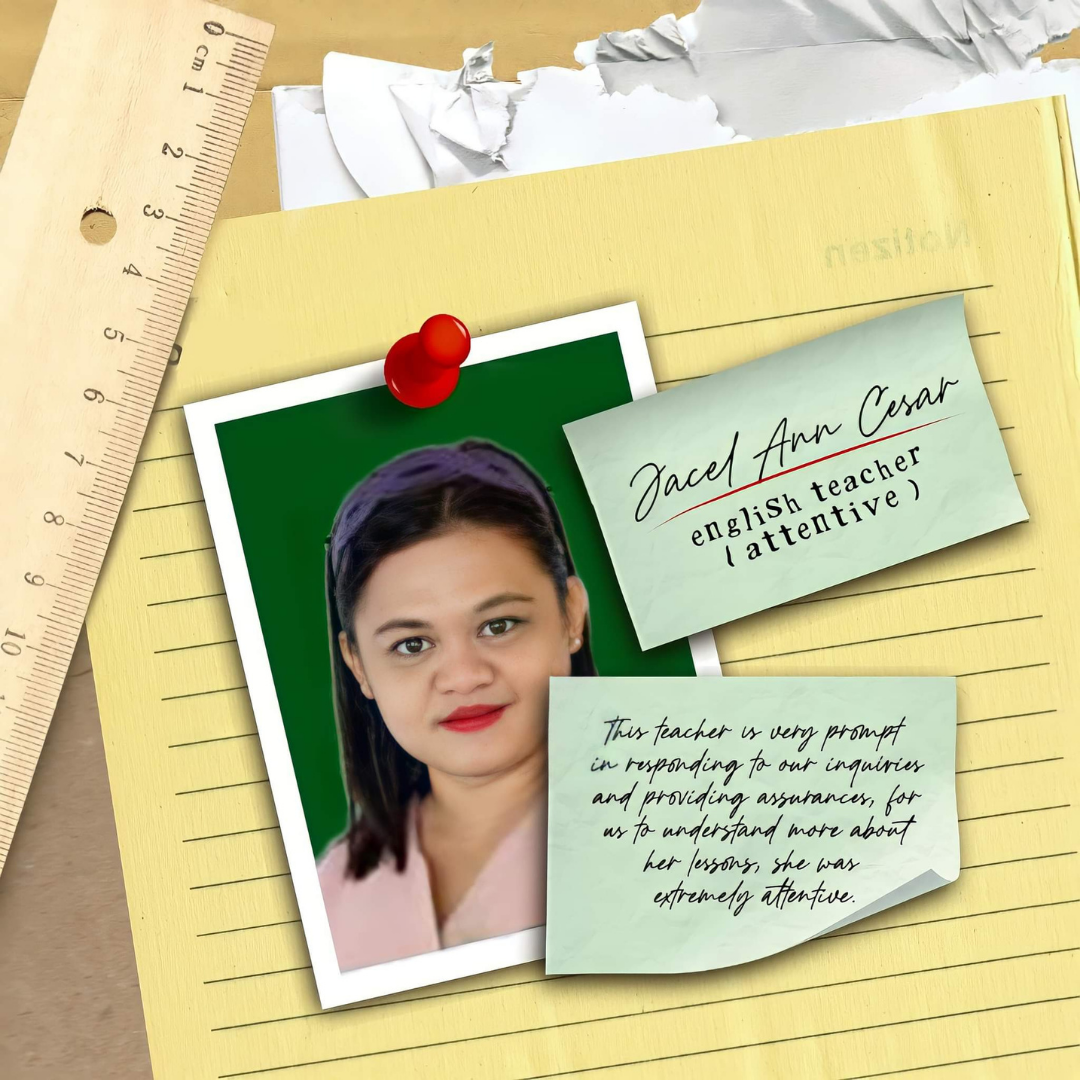 0 cm 1 2 3 4 5 6 7 8 9 10
Notizen
Jacel Ann Cesar
engliSh teacher
(attentive)
This teacher is very prompt
in responding to our inquiries
and providing assurances, for
us to understand more about
her lessons, she was
extremely attentive.